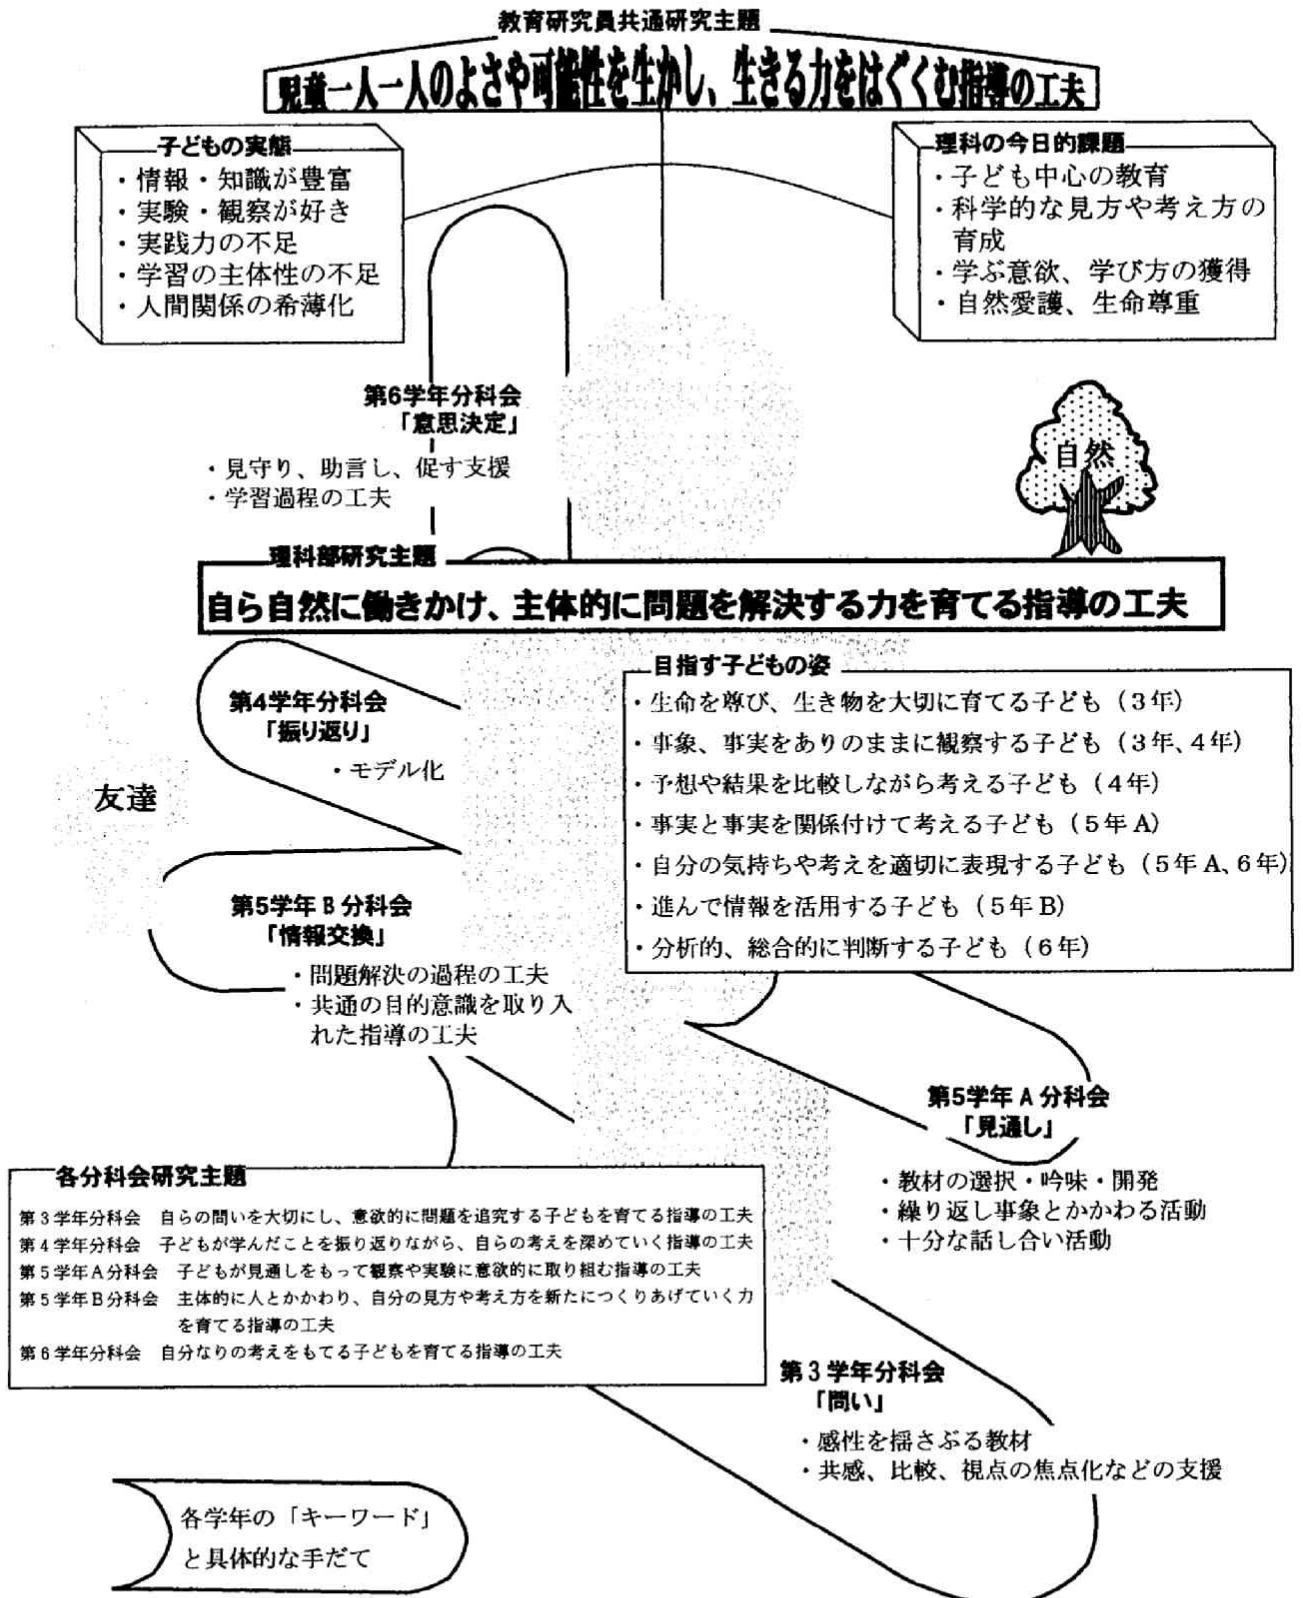 教育研究員共通研究主題
児童一人一人のよさや可能性を生かし、生きる力をはぐくむ指導の工夫
子どもの実態
・情報・知識が豊富
・実験・観察が好き
・実践力の不足
・学習の主体性の不足
・人間関係の希薄化
理科の今日的課題
・子ども中心の教育
・科学的な見方や考え方の
育成
・学ぶ意欲、学び方の獲得
・自然愛護、生命尊重
第6学年分科会
「意思決定」
・見守り、助言し、促す支援
・学習過程の工夫
自然
理科部研究主題
自ら自然に働きかけ、主体的に問題を解決する力を育てる指導の工夫
第4学年分科会
「振り返り」
・モデル化
友達
目指す子どもの姿
・生命を尊び、生き物を大切に育てる子ども（3年）
・事象、事実をありのままに観察する子ども（3年、4年）
・予想や結果を比較しながら考える子ども（4年）
・事実と事実を関係付けて考える子ども（5年A）
・自分の気持ちや考えを適切に表現する子ども（5年A、6年）
・進んで情報を活用する子ども（5年B）
・分析的、総合的に判断する子ども（6年）
第5学年B分科会
「情報交換」
・問題解決の過程の工夫
・共通の目的意識を取り入
れた指導の工夫
第5学年A分科会
「見通し」
・教材の選択・吟味・開発
・繰り返し事象とかかわる活動
・十分な話し合い活動
各分科会研究主題
第3学年分科会　自らの問いを大切にし、意欲的に問題を追究する子どもを育てる指導の工夫
第4学年分科会　子どもが学んだことを振り返りながら、自らの考えを深めていく指導の工夫
第5学年A分科会　子どもが見通しをもって観察や実験に意欲的に取り組む指導の工夫
第5学年B分科会　主体的に人とかかわり、自分の見方や考え方を新たにつくりあげていく力
を育てる指導の工夫
第6学年分科会　自分なりの考えをもてる子どもを育てる指導の工夫
第3学年分科会
「問い」
・感性を揺さぶる教材
・共感、比較、視点の焦点化などの支援
各学年の「キーワード」
と具体的な手だて